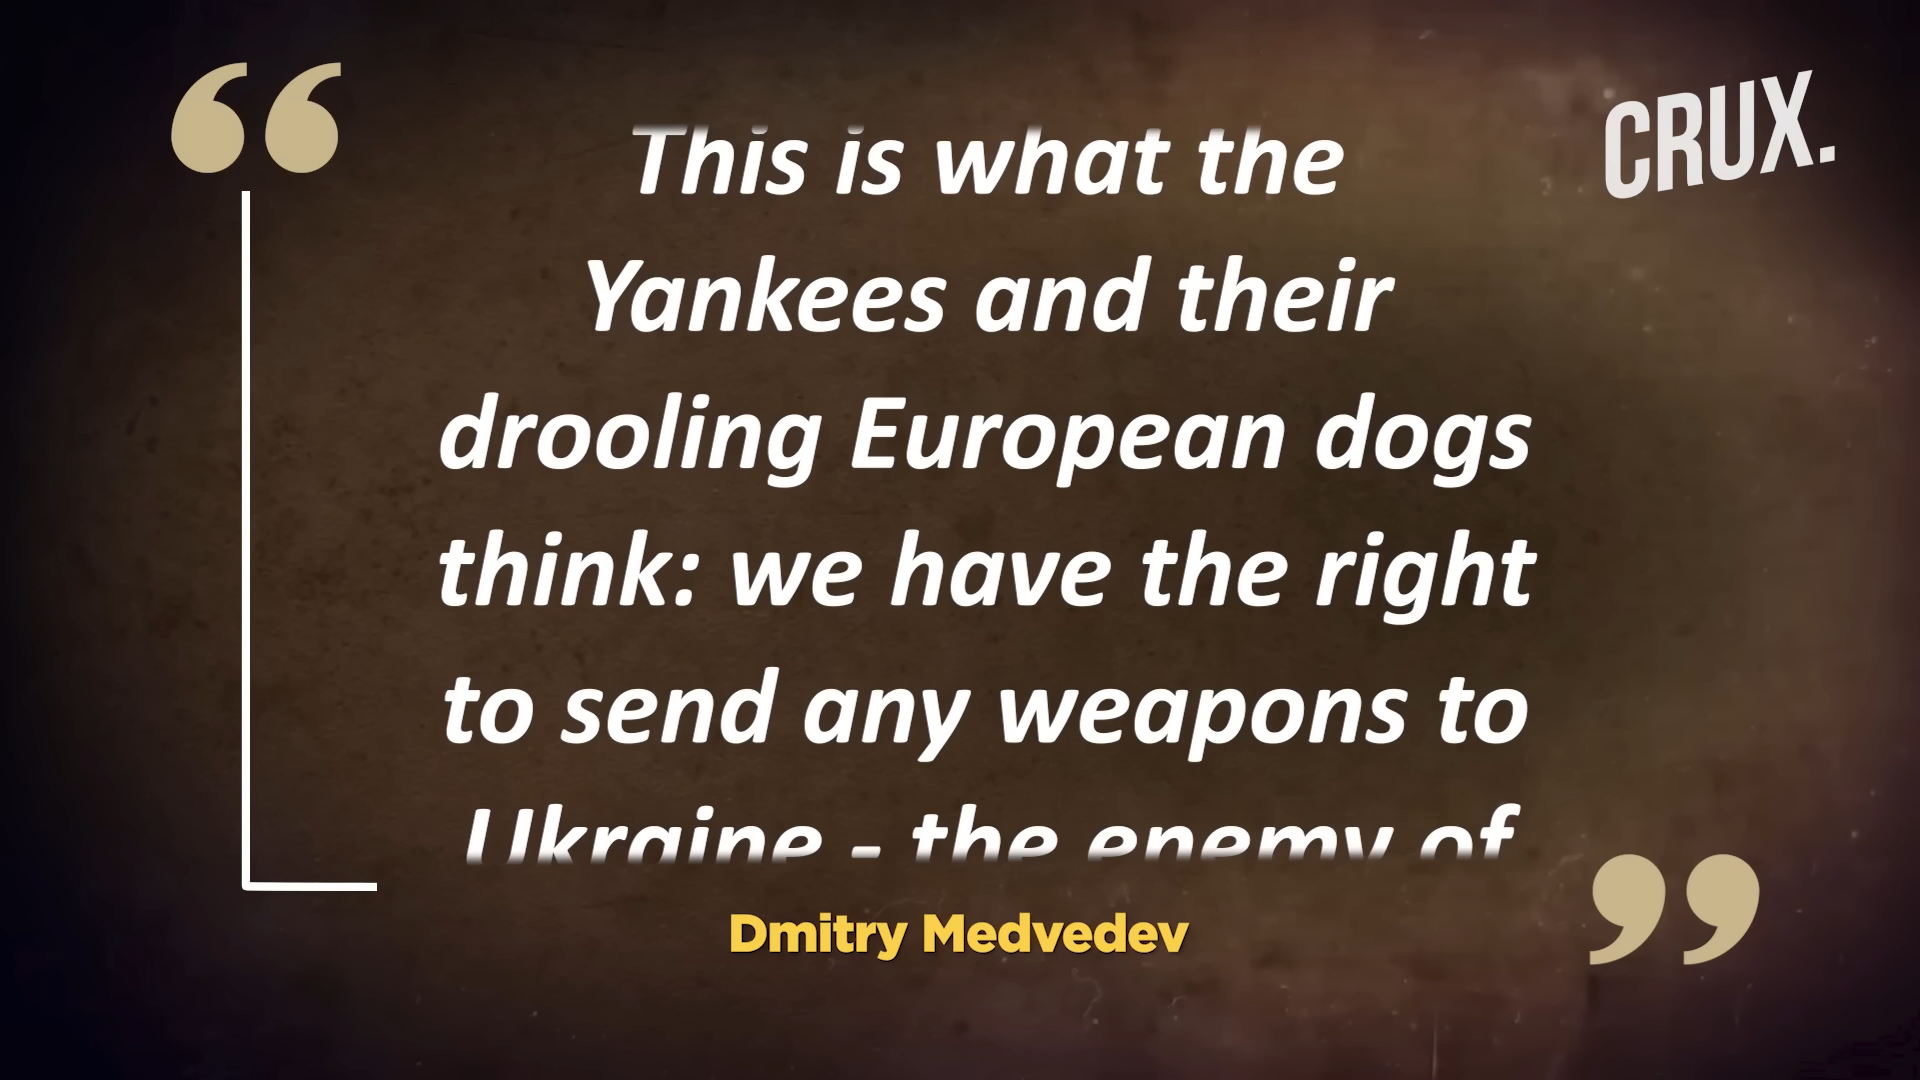 CRUX.
This is what the
Yankees and their
drooling European dogs
think: we have the right
to send any weapons to
Ukraine - the enemy of
Dmitry Medvedev